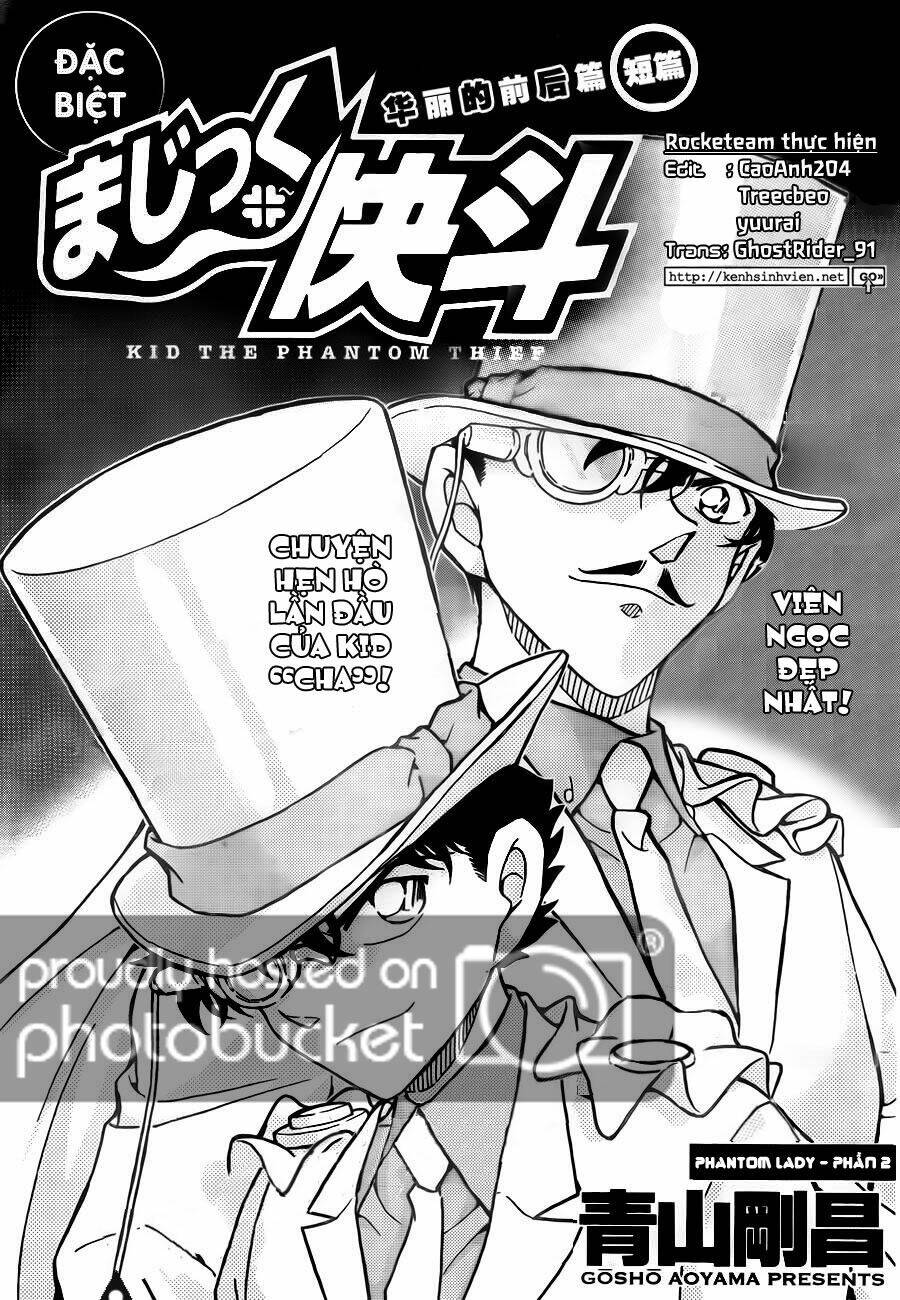 ĐẶC
BIỆT
华丽的前后篇 短篇
まじっく快斗
KID THE PHANTOM THIEF
Rocketeam thực hiện
Edit : CaoAnh204
Treecbeo
yuurai
Trans: GhostRider_91
http://kenhsinhvien.net GO»
CHUYỆN
HẸN HÒ
LẦN ĐẦU
CỦA KID
“CHA”!
VIÊN
NGỌC
ĐẸP
NHẤT!
proudly hosted on
photobucket ®
PHANTOM LADY - PHẦN 2
青山剛昌
GŌSHŌ AOYAMA PRESENTS